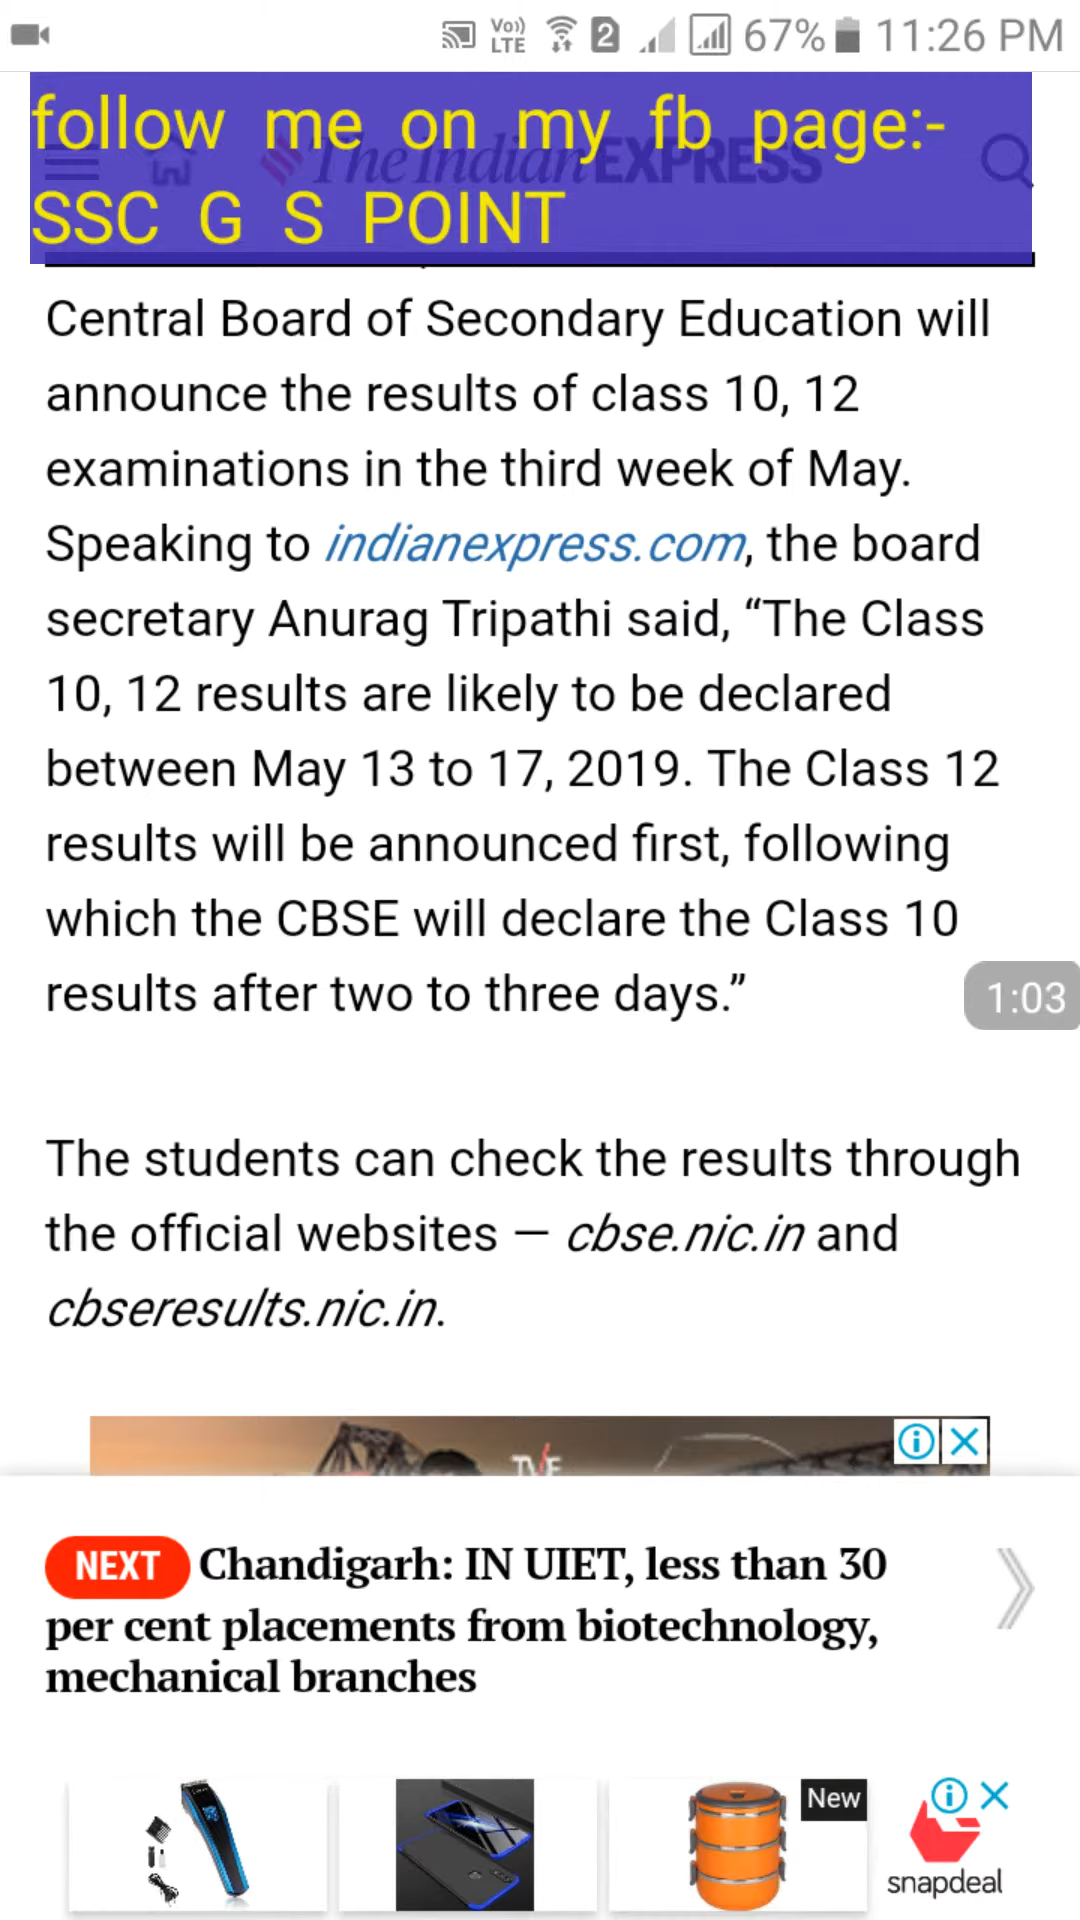 Vo)) LTE 2 67% 11:26 PM
follow me on my fb page:-
The Indian EXPRESS
SSC G S POINT
Central Board of Secondary Education will
announce the results of class 10, 12
examinations in the third week of May.
Speaking to indianexpress.com, the board
secretary Anurag Tripathi said, “The Class
10, 12 results are likely to be declared
between May 13 to 17, 2019. The Class 12
results will be announced first, following
which the CBSE will declare the Class 10
results after two to three days.”
1:03
The students can check the results through
the official websites — cbse.nic.in and
cbseresults.nic.in.
NEXT Chandigarh: IN UIET, less than 30
per cent placements from biotechnology,
mechanical branches
New
snapdeal